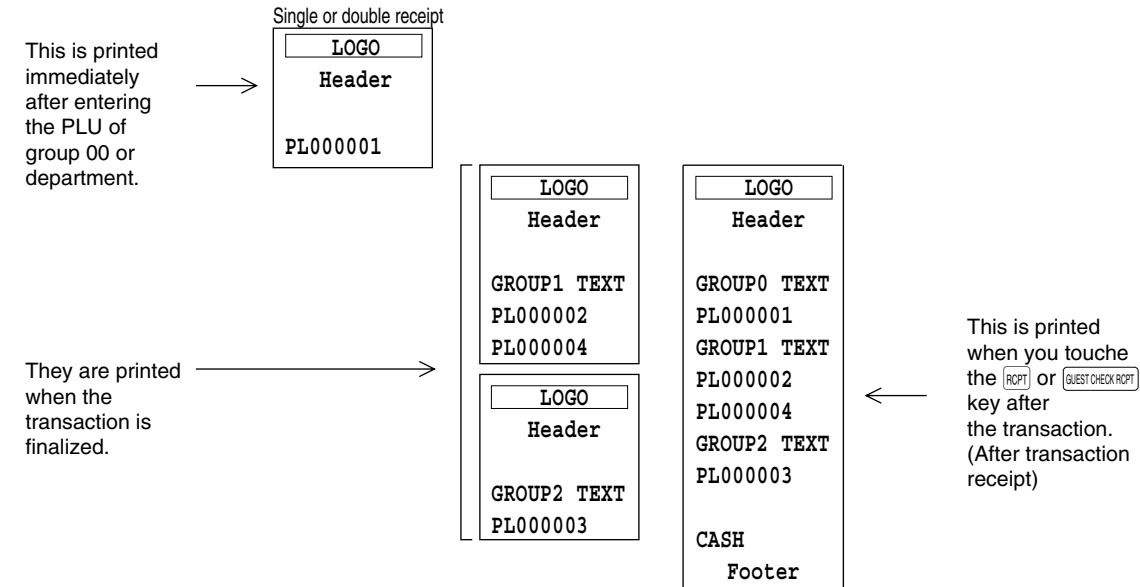 Single or double receipt
This is printed
immediately
after entering
the PLU of
group 00 or
department.
LOGO
Header
PL000001
They are printed
when the
transaction is
finalized.
LOGO
Header
GROUP1 TEXT
PL000002
PL000004
LOGO
Header
GROUP2 TEXT
PL000003
LOGO
Header
GROUP0 TEXT
PL000001
GROUP1 TEXT
PL000002
PL000004
GROUP2 TEXT
PL000003
CASH
Footer
This is printed
when you touche
the RCPT or GUEST CHECK RCPT
key after
the transaction.
(After transaction
receipt)